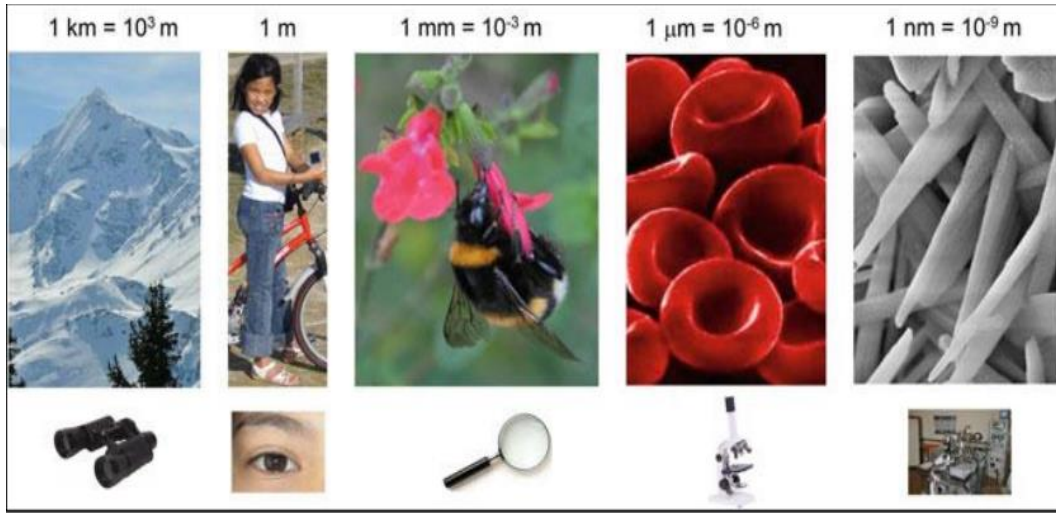 1 km = 10³ m
1 m
1 mm = 10⁻³ m
1 μm = 10⁻⁶ m
1 nm = 10⁻⁹ m